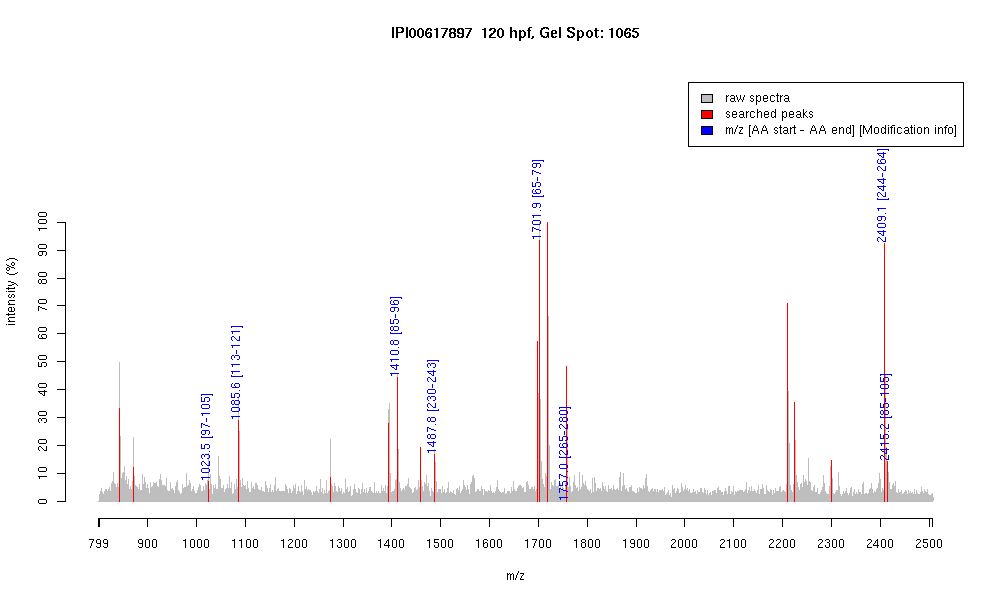 IPI00617897 120 hpf, Gel Spot: 1065
raw spectra
searched peaks
m/z [AA start - AA end] [Modification info]
intensity (%)
100
90
80
70
60
50
40
30
20
10
0
1023.5 [97-105]
1085.6 [113-121]
1410.8 [85-96]
1487.8 [230-243]
1701.9 [65-79]
1757.0 [265-280]
2409.1 [244-264]
2415.2 [85-105]
799 900 1000 1100 1200 1300 1400 1500 1600 1700 1800 1900 2000 2100 2200 2300 2400 2500
m/z